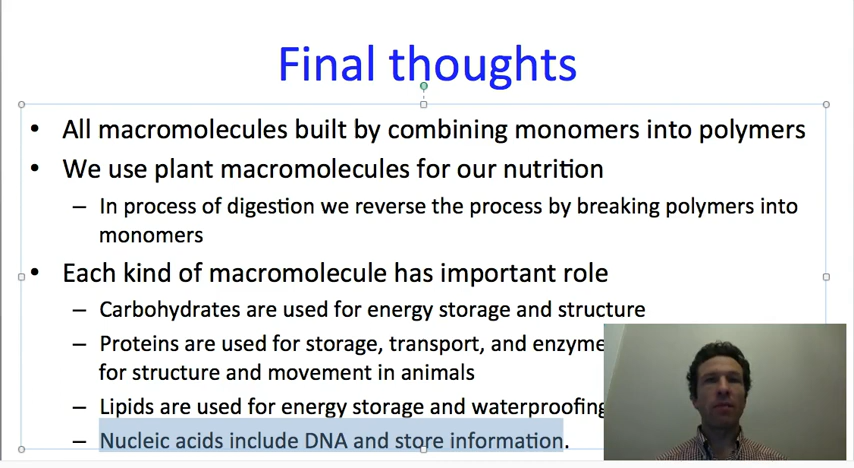 Final thoughts
• All macromolecules built by combining monomers into polymers
• We use plant macromolecules for our nutrition
– In process of digestion we reverse the process by breaking polymers into
monomers
• Each kind of macromolecule has important role
– Carbohydrates are used for energy storage and structure
– Proteins are used for storage, transport, and enzyme
for structure and movement in animals
– Lipids are used for energy storage and waterproofing
– Nucleic acids include DNA and store information.